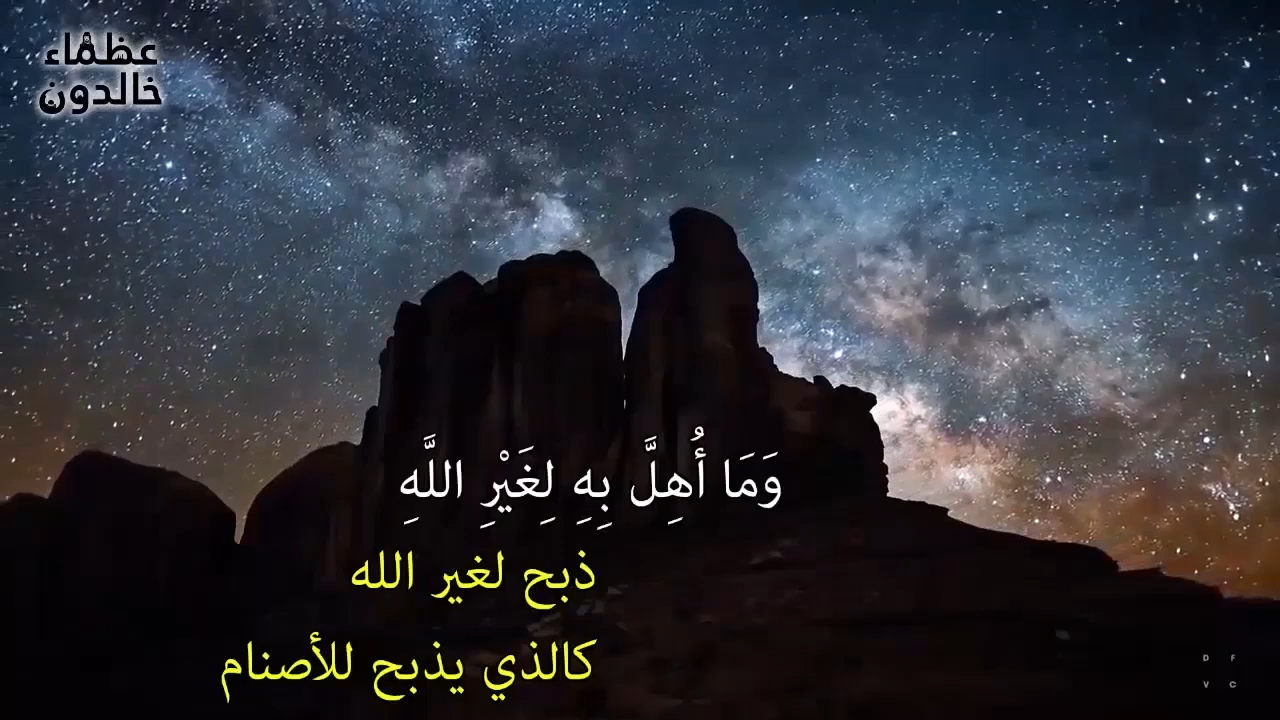 عظماء
خالدون
وَمَا أُهِلَّ بِهِ لِغَيْرِ اللَّهِ
ذبح لغير الله
كالذي يذبح للأصنام
D F
V C